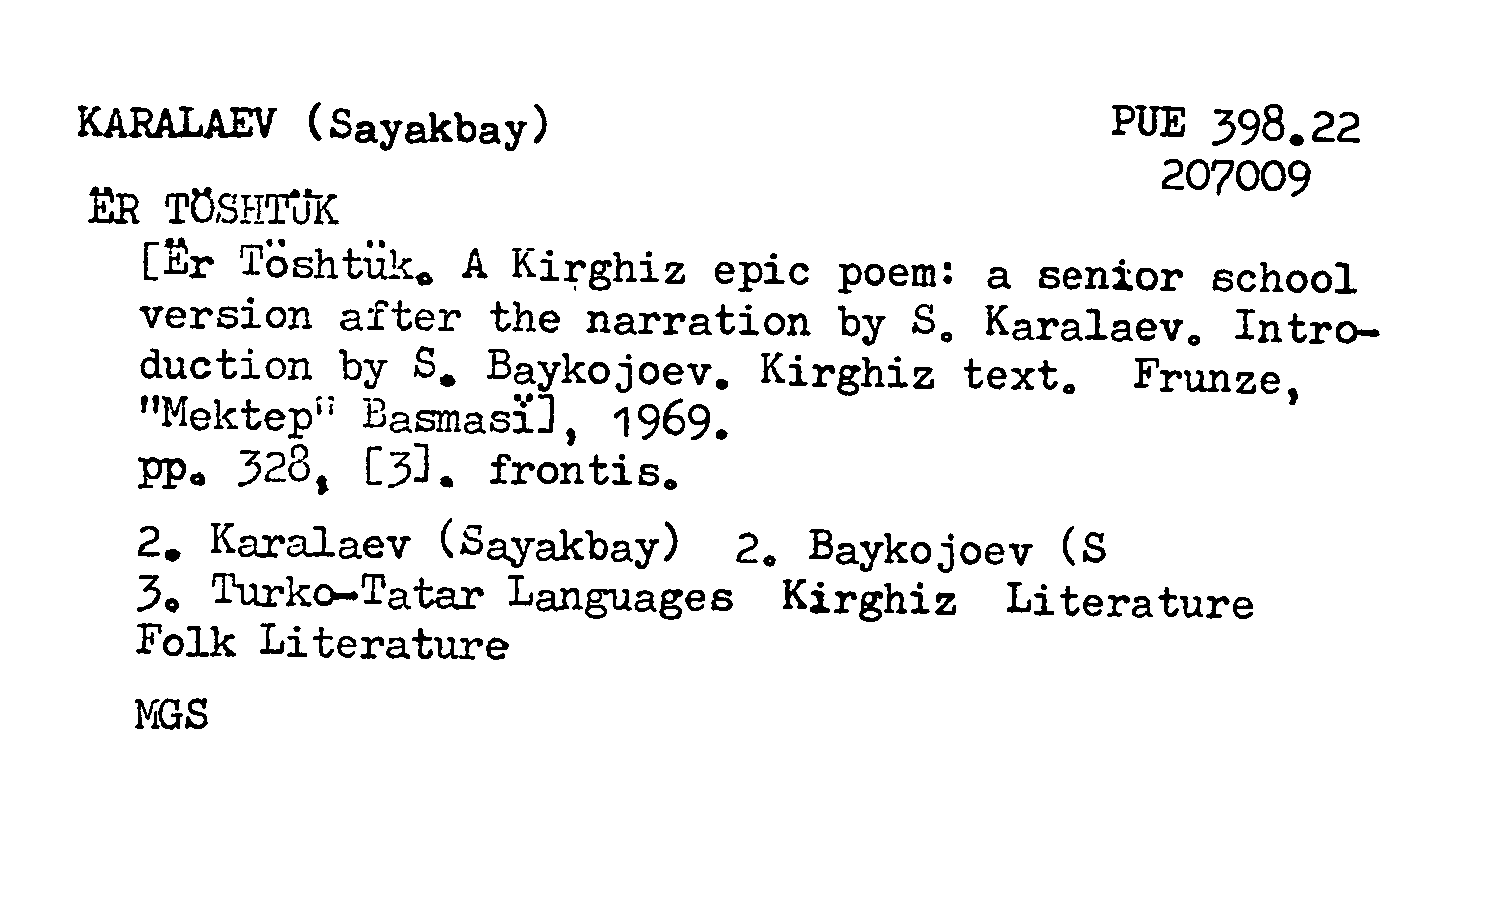 KARALAEV (Sayakbay)
PUE 398.22
207009
ËR TÖSHTÜK
[Ër Töshtük. A Kirghiz epic poem: a senior school
version after the narration by S. Karalaev. Intro-
duction by S. Baykojoev. Kirghiz text. Frunze,
"Mektep" Basmasï], 1969.
pp. 328, [3]. frontis.
2. Karalaev (Sayakbay) 2. Baykojoev (S
3. Turko-Tatar Languages Kirghiz Literature
Folk Literature
MGS